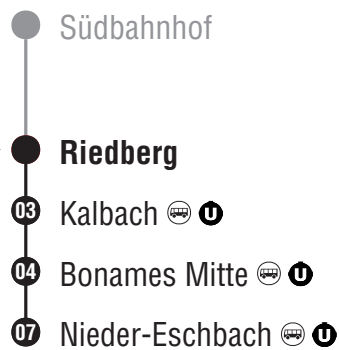 Südbahnhof
Riedberg
03 Kalbach U
04 Bonames Mitte U
07 Nieder-Eschbach U